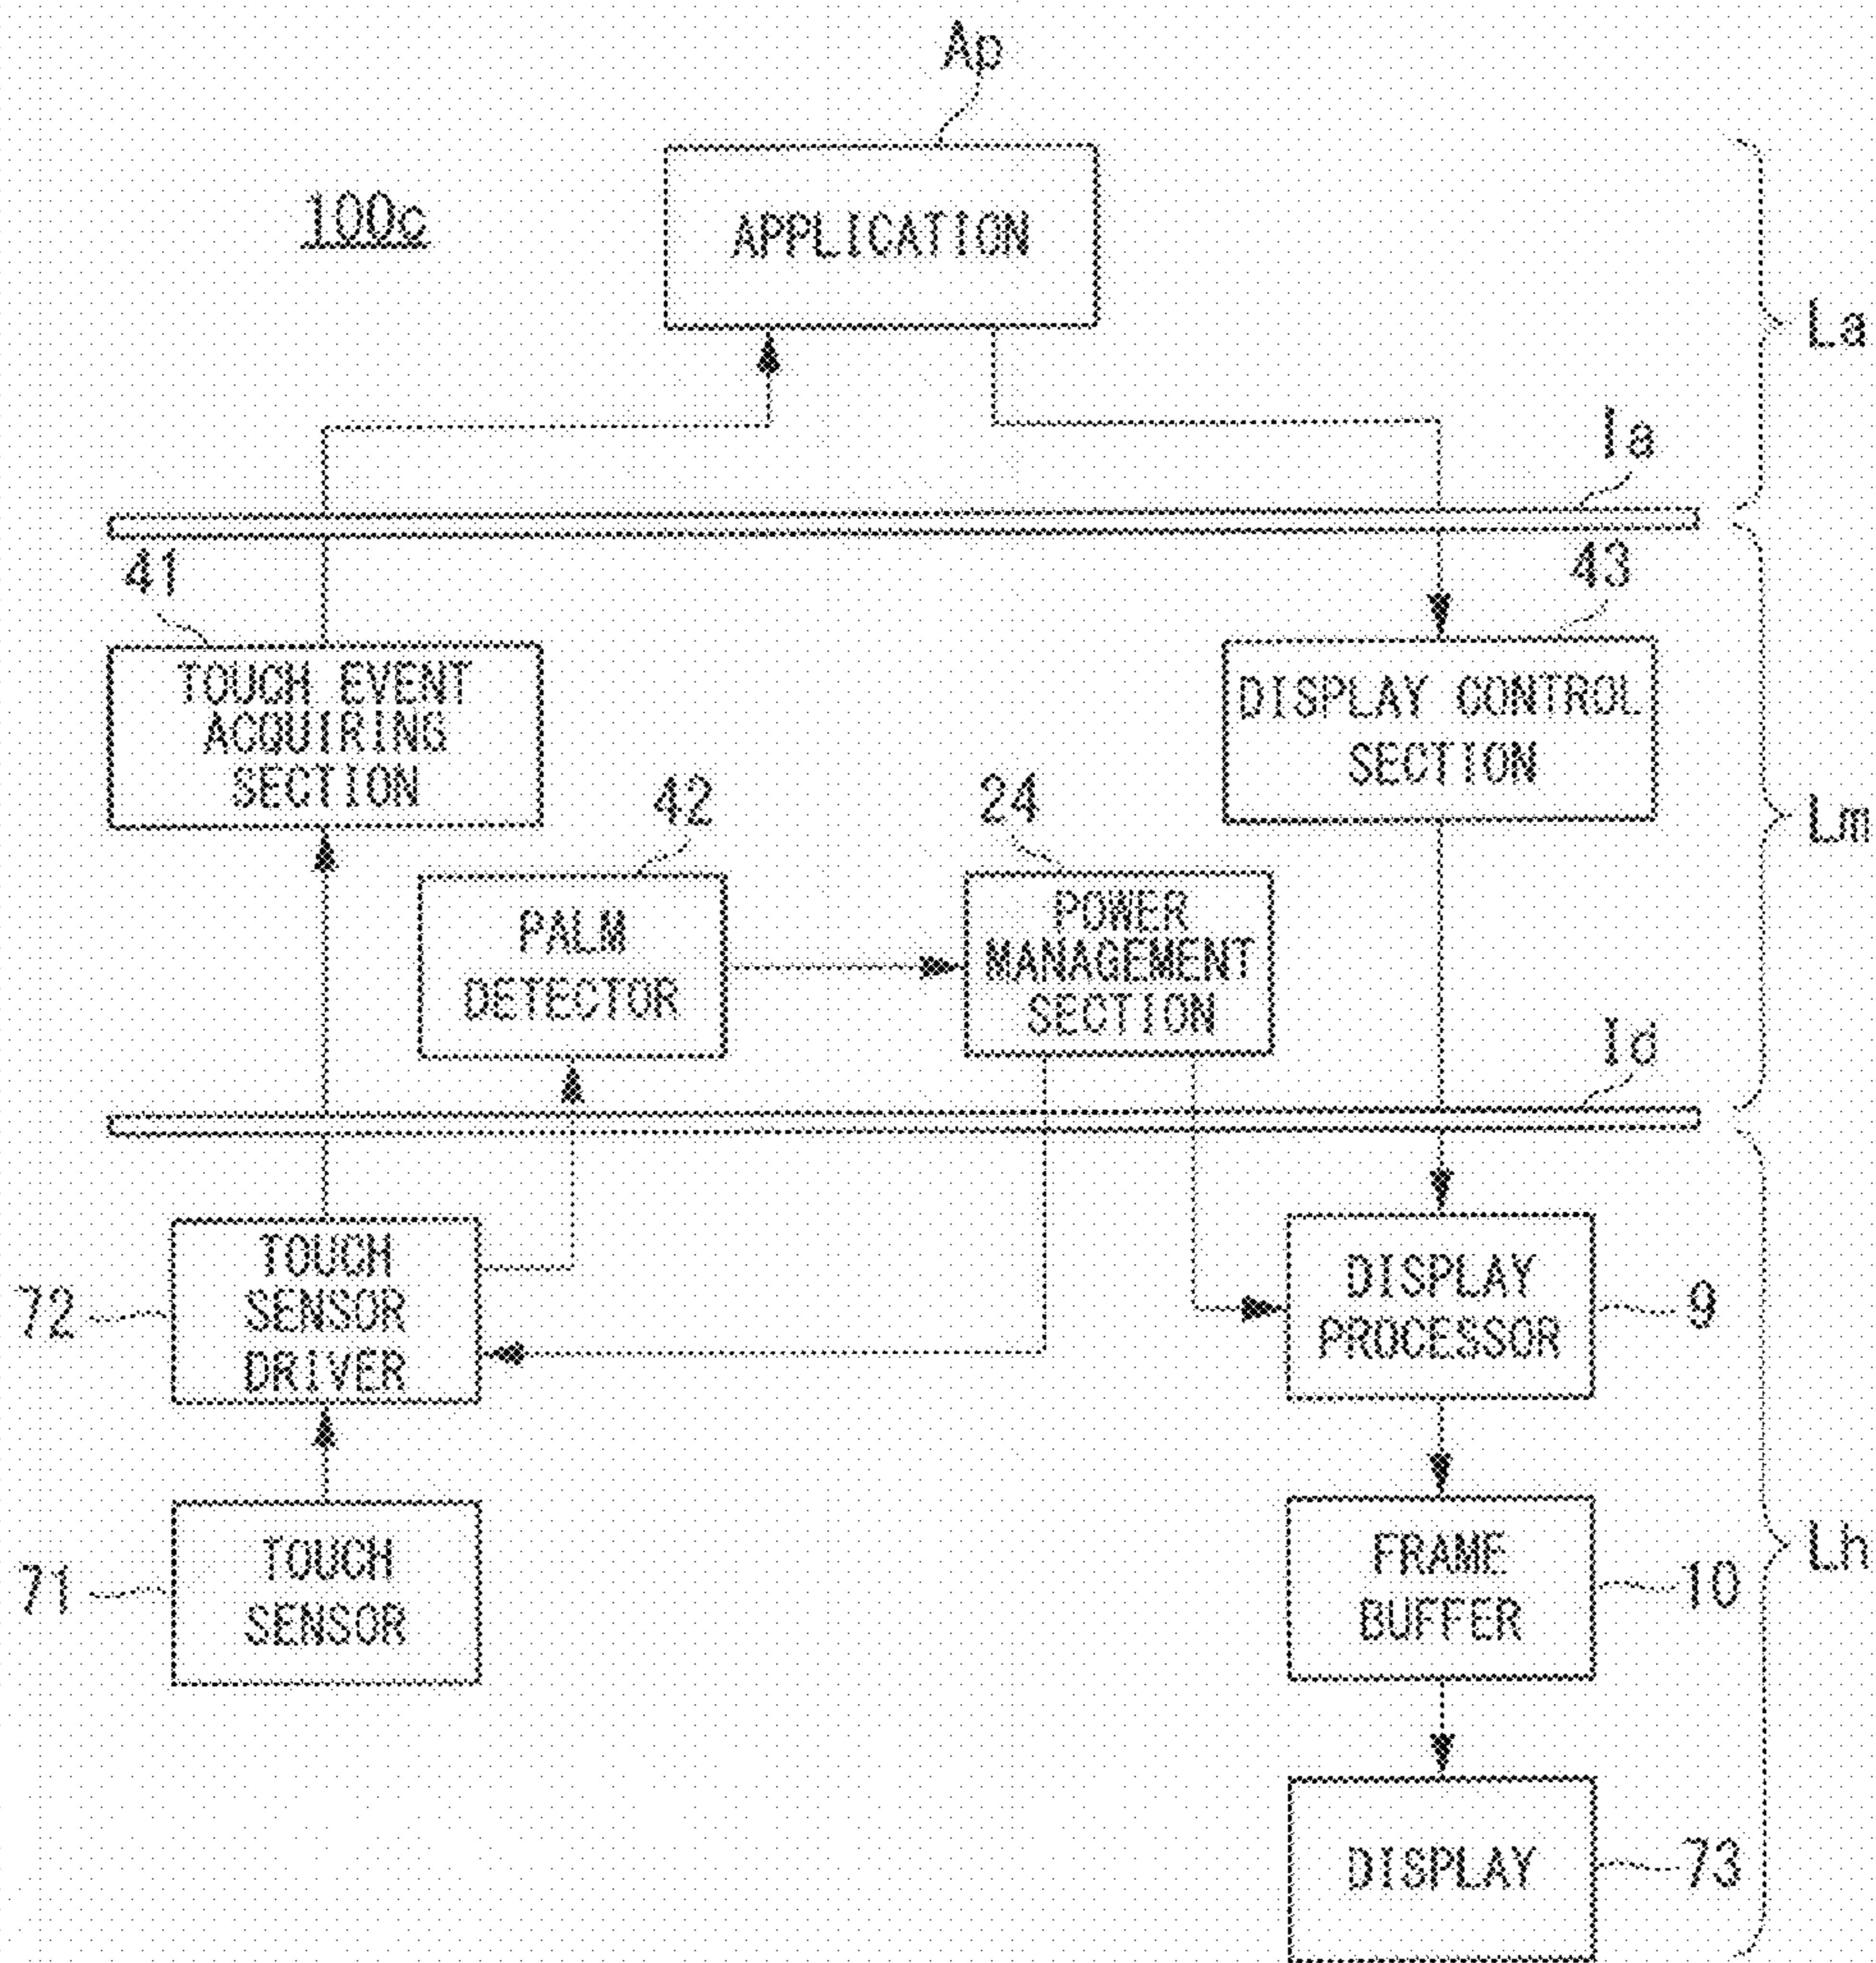 Ap
100c
APPLICATION
La
Ia
41
43
TOUCH EVENT
ACQUIRING
SECTION
DISPLAY CONTROL
SECTION
42
24
Lm
PALM
DETECTOR
POWER
MANAGEMENT
SECTION
Id
TOUCH
SENSOR
DRIVER
72
DISPLAY
PROCESSOR
9
TOUCH
SENSOR
71
FRAME
BUFFER
10
Lh
DISPLAY
73